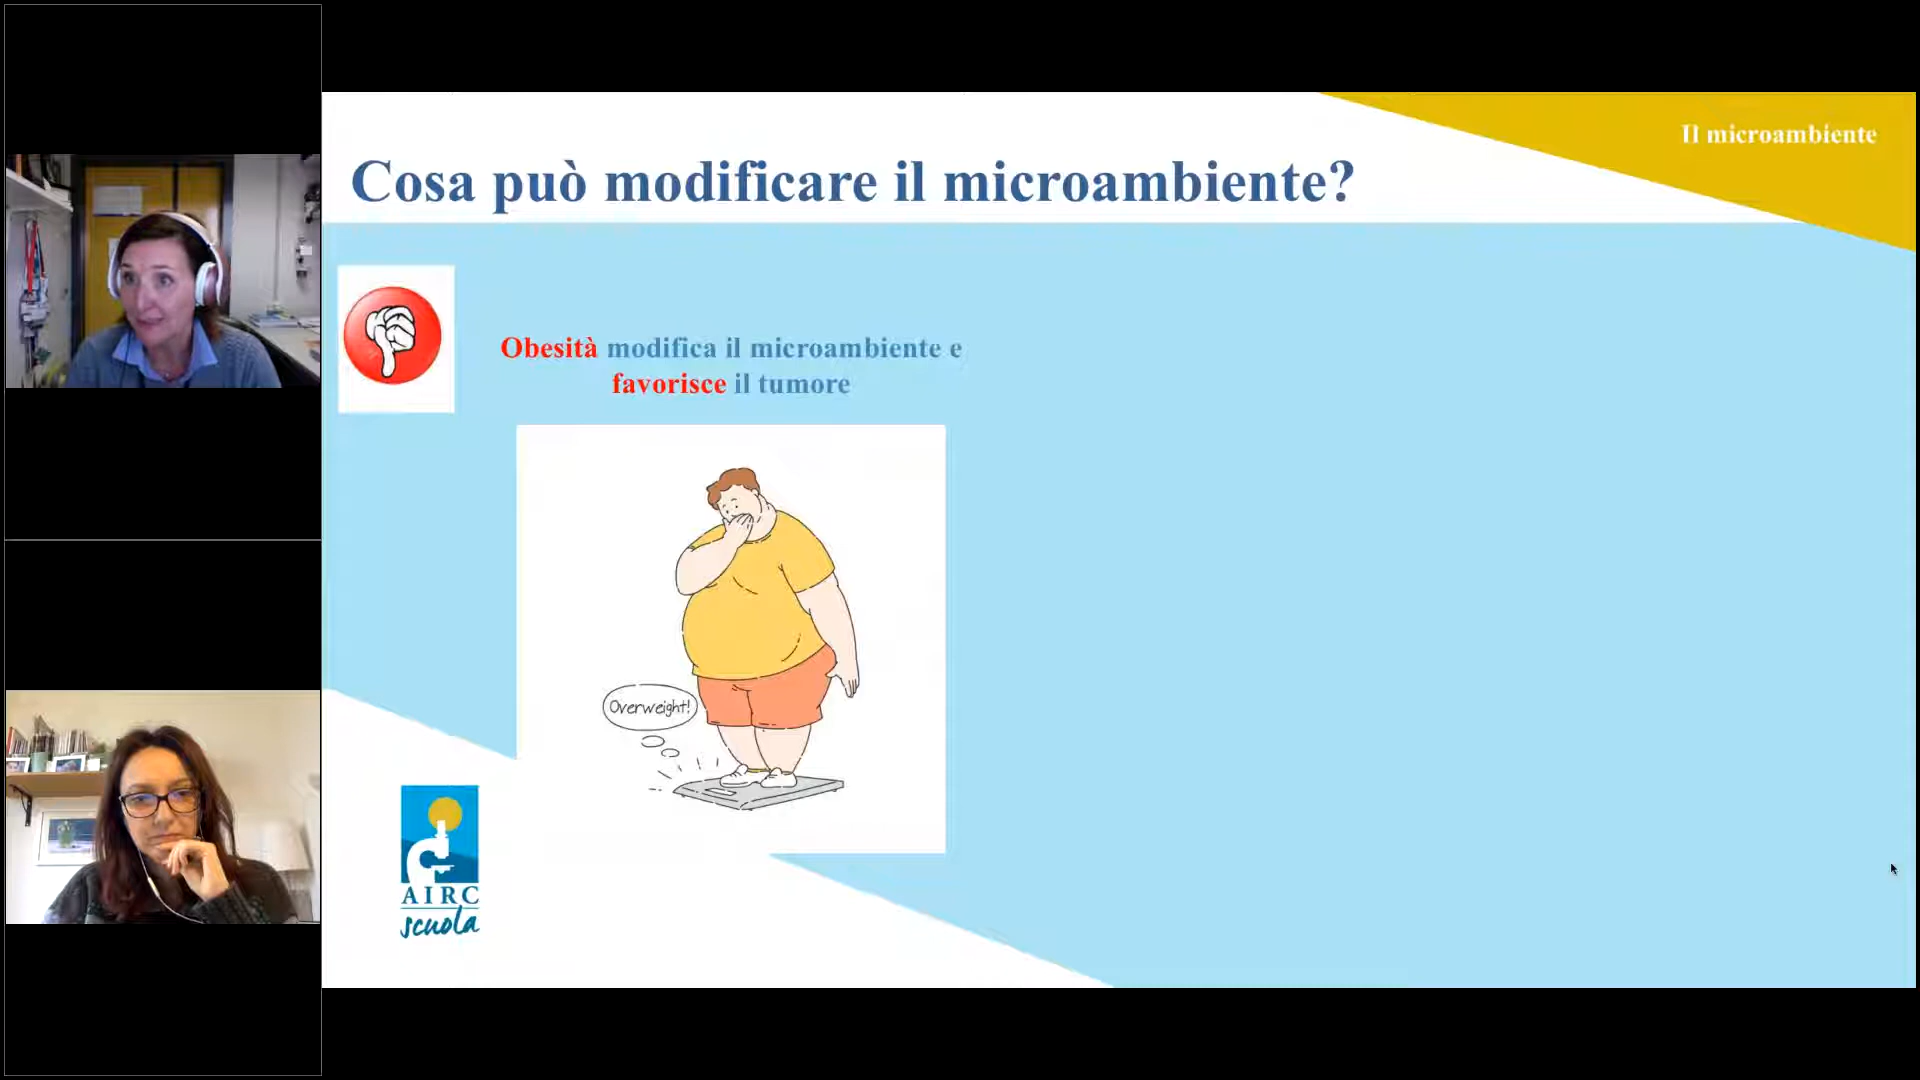 Il microambiente
Cosa può modificare il microambiente?
Obesità modifica il microambiente e
favorisce il tumore
Overweight!
AIRC
scuola